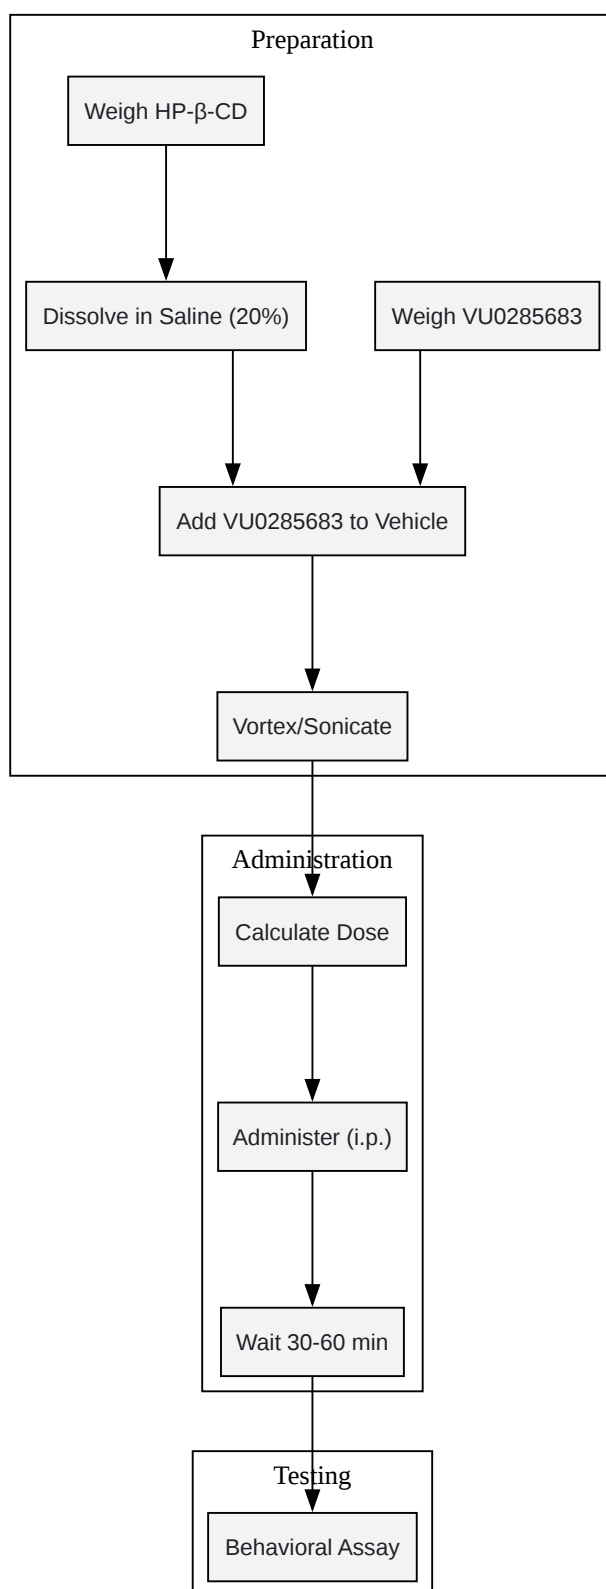 Preparation
Weigh HP-β-CD
Dissolve in Saline (20%)
Weigh VU0285683
Add VU0285683 to Vehicle
Vortex/Sonicate
Administration
Calculate Dose
Administer (i.p.)
Wait 30-60 min
Testing
Behavioral Assay